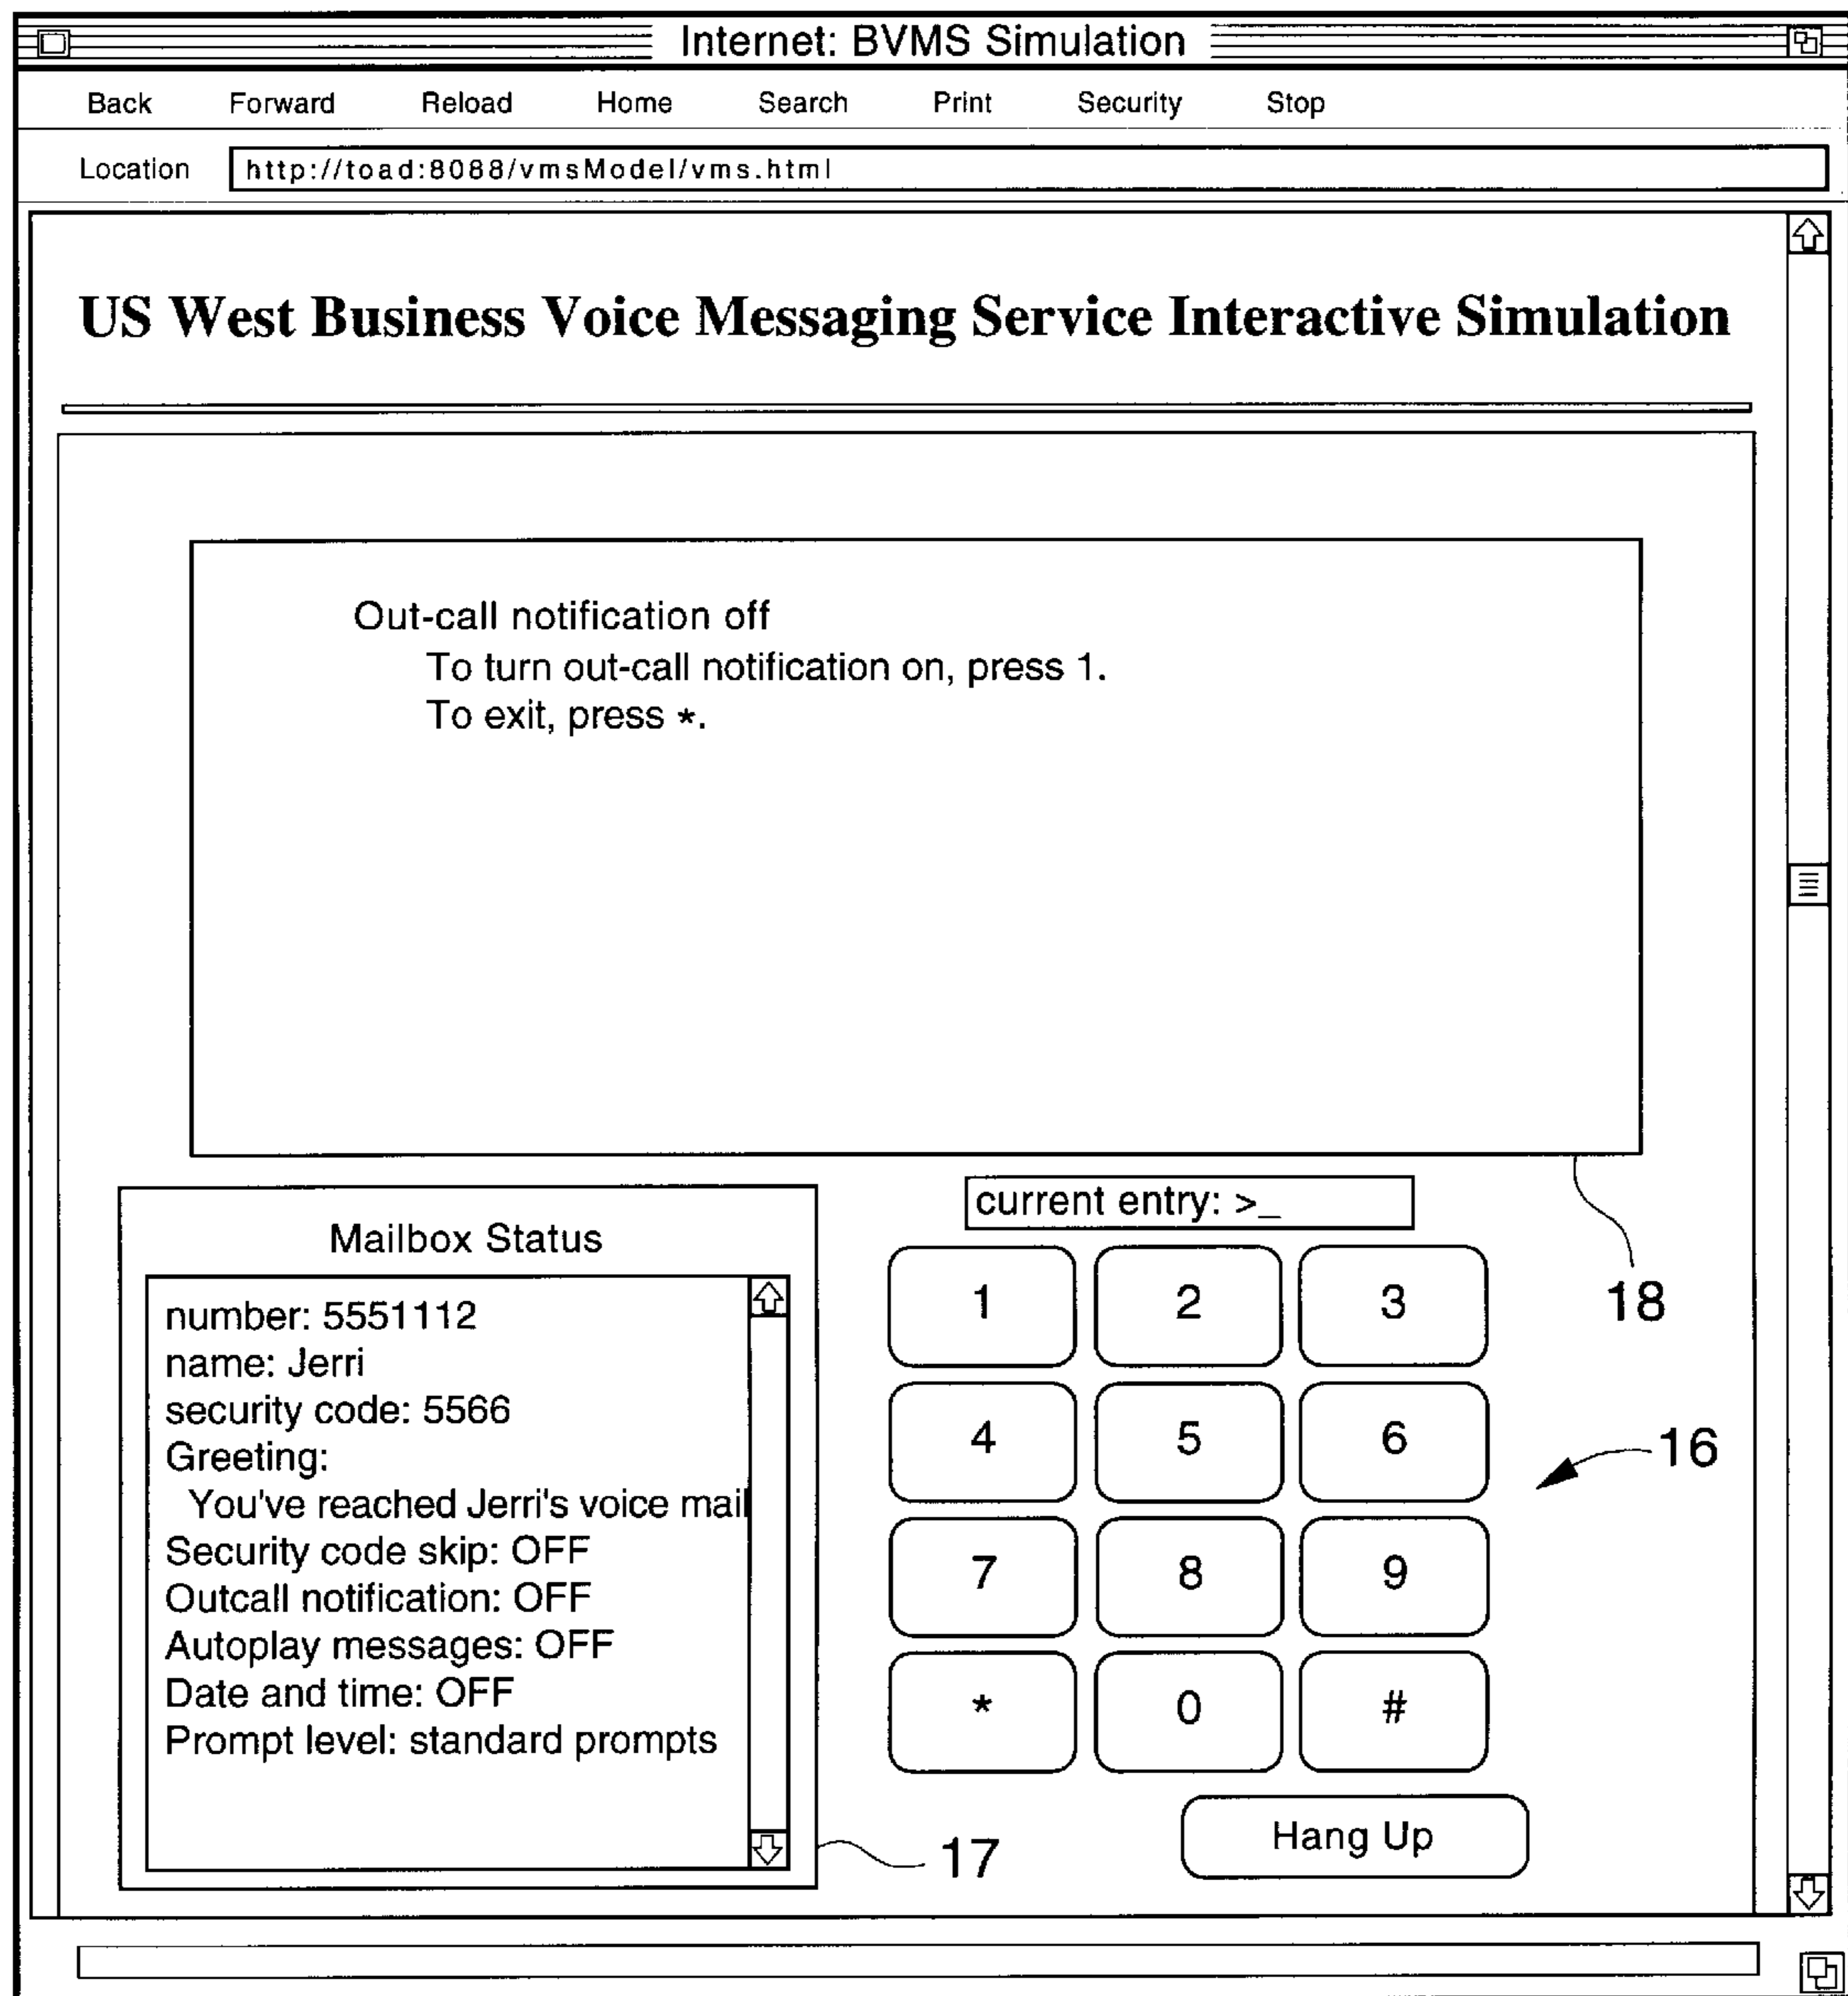 Internet: BVMS Simulation
Back Forward Reload Home Search Print Security Stop
Location http://toad:8088/vmsModel/vms.html
US West Business Voice Messaging Service Interactive Simulation
Out-call notification off
To turn out-call notification on, press 1.
To exit, press *.
18
Mailbox Status
number: 5551112
name: Jerri
security code: 5566
Greeting:
You've reached Jerri's voice mail
Security code skip: OFF
Outcall notification: OFF
Autoplay messages: OFF
Date and time: OFF
Prompt level: standard prompts
17
current entry: >_
1 2 3
4 5 6
7 8 9
* 0 #
16
Hang Up